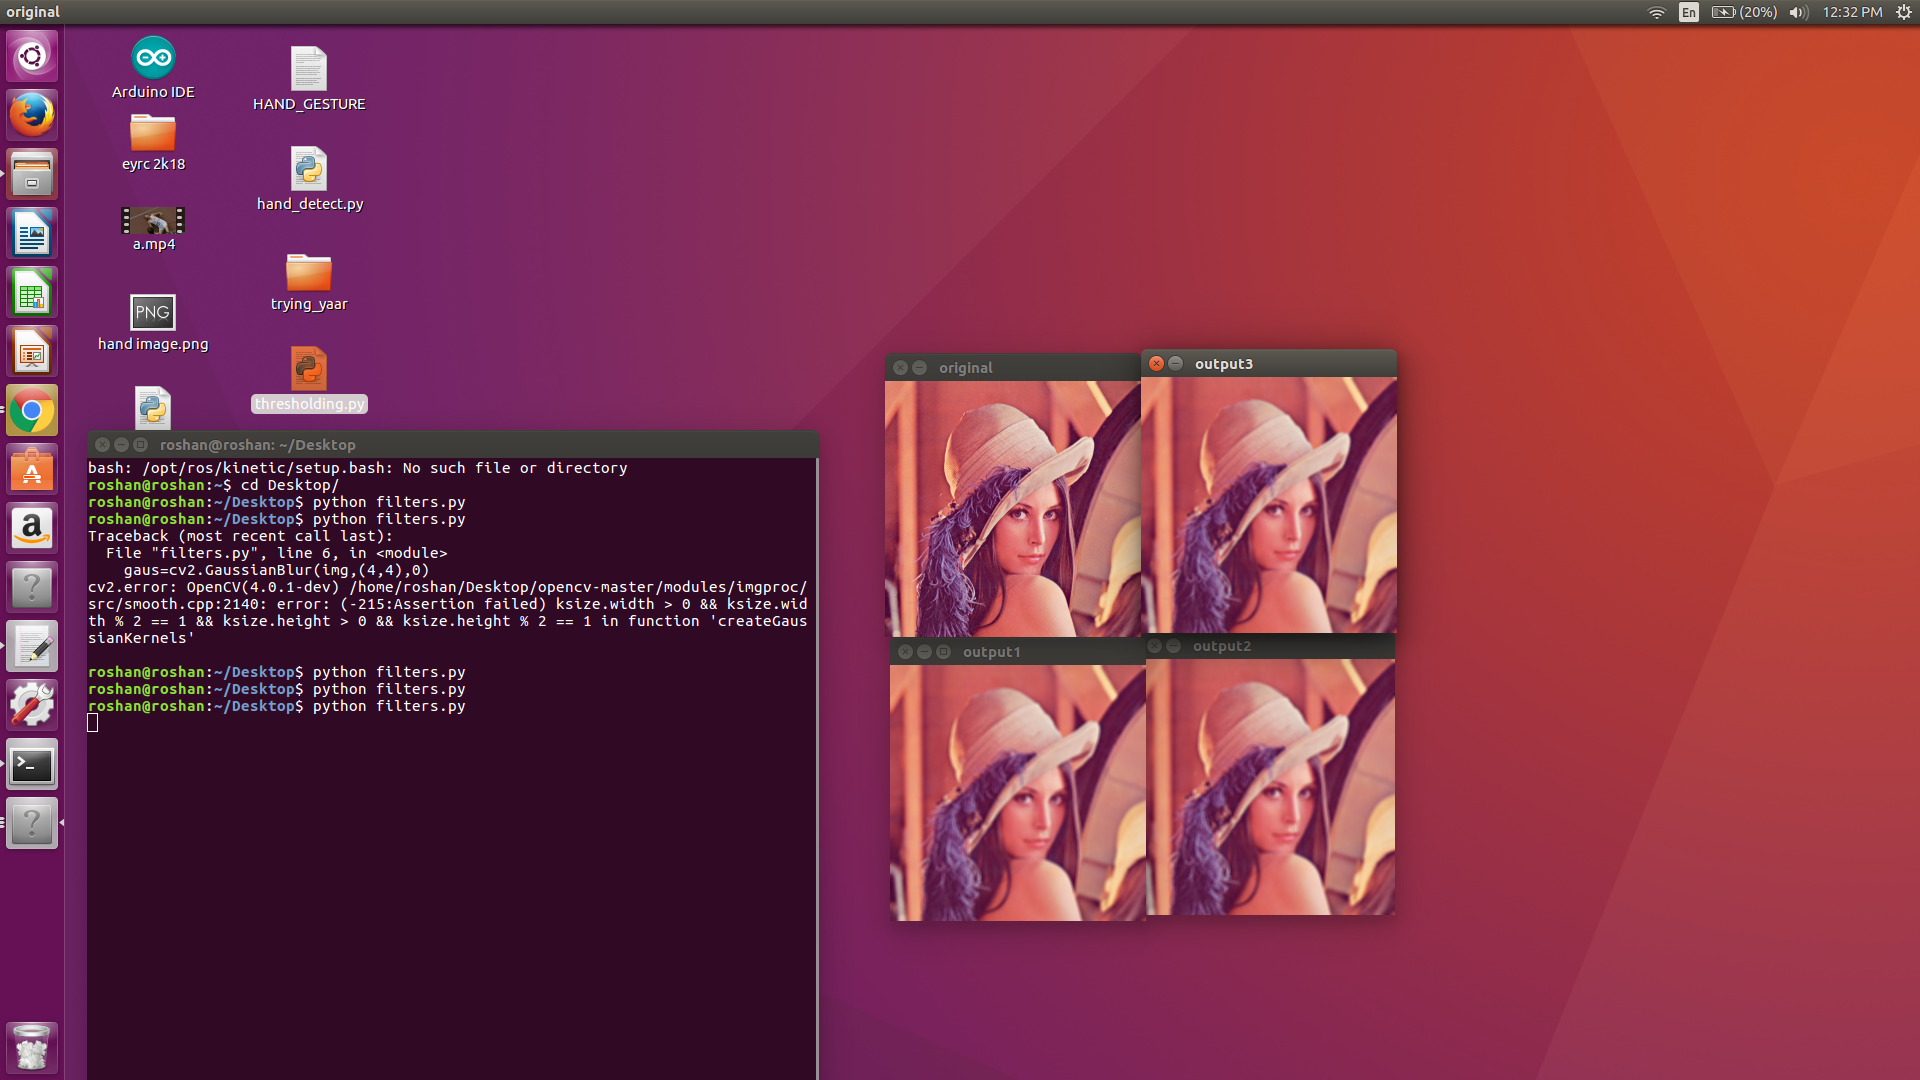 original
En
(20%)
12:32 PM
Arduino IDE
HAND_GESTURE
eyrc 2k18
hand_detect.py
a.mp4
trying_yaar
PNG
hand image.png
thresholding.py
roshan@roshan: ~/Desktop
bash: /opt/ros/kinetic/setup.bash: No such file or directory
roshan@roshan:~$ cd Desktop/
roshan@roshan:~/Desktop$ python filters.py
roshan@roshan:~/Desktop$ python filters.py
Traceback (most recent call last):
  File "filters.py", line 6, in <module>
    gaus=cv2.GaussianBlur(img,(4,4),0)
cv2.error: OpenCV(4.0.1-dev) /home/roshan/Desktop/opencv-master/modules/imgproc/
src/smooth.cpp:2140: error: (-215:Assertion failed) ksize.width > 0 && ksize.wid
th % 2 == 1 && ksize.height > 0 && ksize.height % 2 == 1 in function 'createGaus
sianKernels'
roshan@roshan:~/Desktop$ python filters.py
roshan@roshan:~/Desktop$ python filters.py
roshan@roshan:~/Desktop$ python filters.py
original
output3
output1
output2